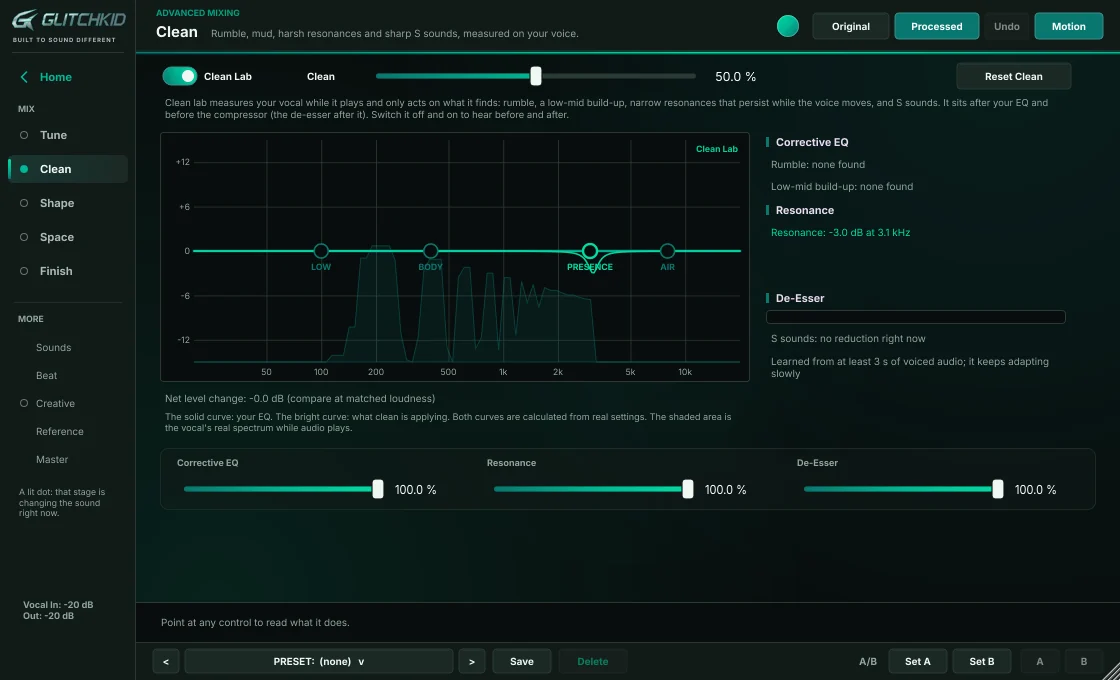 GLITCHKID
BUILT TO SOUND DIFFERENT
ADVANCED MIXING
Clean
Rumble, mud, harsh resonances and sharp S sounds, measured on your voice.
Original
Processed
Undo
Motion
Home
MIX
Tune
Clean
Shape
Space
Finish
MORE
Sounds
Beat
Creative
Reference
Master
A lit dot: that stage is
changing the sound
right now.
Vocal In: -20 dB
Out: -20 dB
Clean Lab
Clean
50.0 %
Reset Clean
Clean lab measures your vocal while it plays and only acts on what it finds: rumble, a low-mid build-up, narrow resonances that persist while the voice moves, and S sounds. It sits after your EQ and
before the compressor (the de-esser after it). Switch it off and on to hear before and after.
Clean Lab
+12
+6
0
-6
-12
LOW
BODY
PRESENCE
AIR
50
100
200
500
1k
2k
5k
10k
Corrective EQ
Rumble: none found
Low-mid build-up: none found
Resonance
Resonance: -3.0 dB at 3.1 kHz
De-Esser
S sounds: no reduction right now
Learned from at least 3 s of voiced audio; it keeps adapting
slowly
Net level change: -0.0 dB (compare at matched loudness)
The solid curve: your EQ. The bright curve: what clean is applying. Both curves are calculated from real settings. The shaded area is
the vocal's real spectrum while audio plays.
Corrective EQ
100.0 %
Resonance
100.0 %
De-Esser
100.0 %
Point at any control to read what it does.
<
PRESET: (none) v
>
Save
Delete
A/B
Set A
Set B
A
B